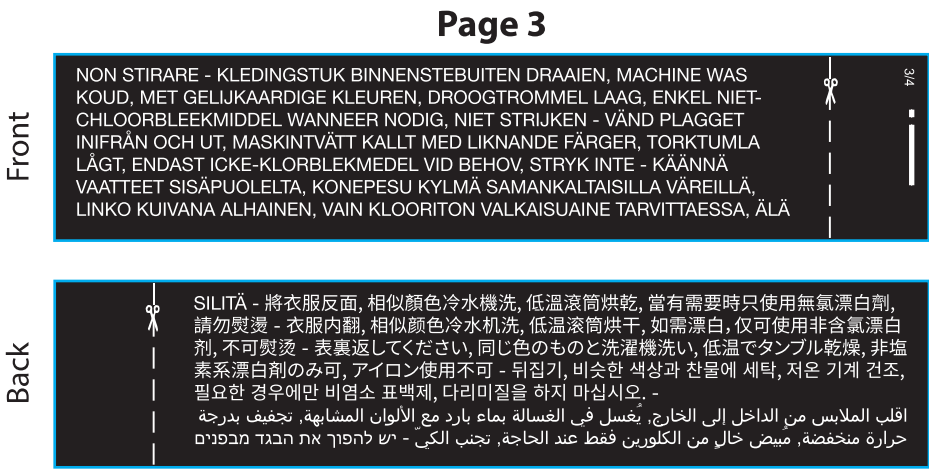 Page 3
Front
NON STIRARE - KLEDINGSTUK BINNENSTEBUITEN DRAAIEN, MACHINE WAS
KOUD, MET GELIJKAARDIGE KLEUREN, DROOGTROMMEL LAAG, ENKEL NIET-
CHLOORBLEEKMIDDEL WANNEER NODIG, NIET STRIJKEN - VÄND PLAGGET
INIFRÅN OCH UT, MASKINTVÄTT KALLT MED LIKNANDE FÄRGER, TORKTUMLA
LÅGT, ENDAST ICKE-KLORBLEKMEDEL VID BEHOV, STRYK INTE - KÄÄNNÄ
VAATTEET SISÄPUOLELTA, KONEPESU KYLMÄ SAMANKALTAISILLA VÄREILLÄ,
LINKO KUIVANA ALHAINEN, VAIN KLOORITON VALKAISUAINE TARVITTAESSA, ÄLÄ
3/4
Back
SILITÄ - 將衣服反面, 相似顏色冷水機洗, 低溫滾筒烘乾, 當有需要時只使用無氯漂白劑,
請勿熨燙 - 衣服内翻, 相似颜色冷水机洗, 低温滚筒烘干, 如需漂白, 仅可使用非含氯漂白
剂, 不可熨烫 - 表裏返してください, 同じ色のものと洗濯機洗い, 低温でタンブル乾燥, 非塩
素系漂白剤のみ可, アイロン使用不可 - 뒤집기, 비슷한 색상과 찬물에 세탁, 저온 기계 건조,
필요한 경우에만 비염소 표백제, 다리미질을 하지 마십시오. -
اقلب الملابس من الداخل إلى الخارج, يُغسل في الغسالة بماء بارد مع الألوان المشابهة, تجفيف بدرجة
حرارة منخفضة, مُبيض خالٍ من الكلورين فقط عند الحاجة, تجنب الكيّ - יש להפוך את הבגד מבפנים